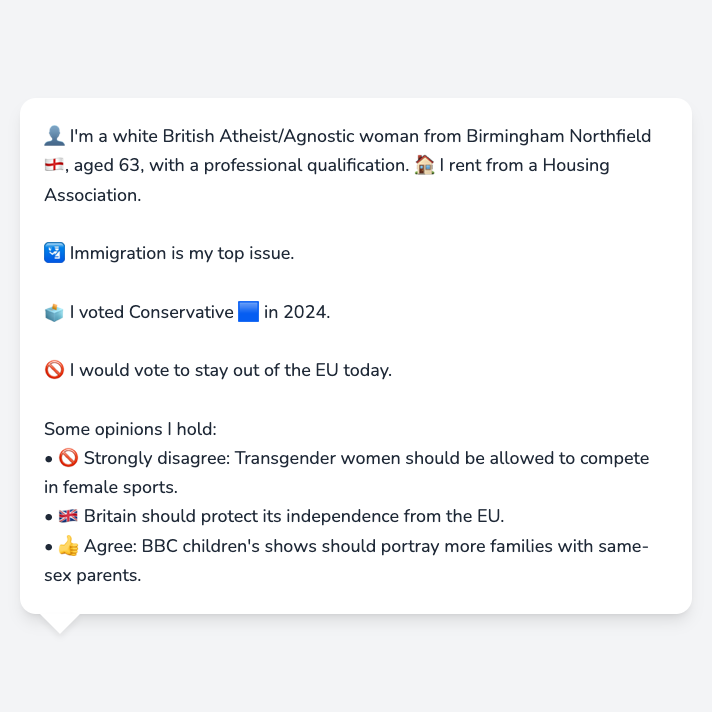 👤 I'm a white British Atheist/Agnostic woman from Birmingham Northfield
🏴󠁧󠁢󠁥󠁮󠁧󠁿, aged 63, with a professional qualification. 🏠 I rent from a Housing
Association.
🛂 Immigration is my top issue.
🗳️ I voted Conservative 🟦 in 2024.
🚫 I would vote to stay out of the EU today.
Some opinions I hold:
• 🚫 Strongly disagree: Transgender women should be allowed to compete
in female sports.
• 🇬🇧 Britain should protect its independence from the EU.
• 👍 Agree: BBC children's shows should portray more families with same-
sex parents.